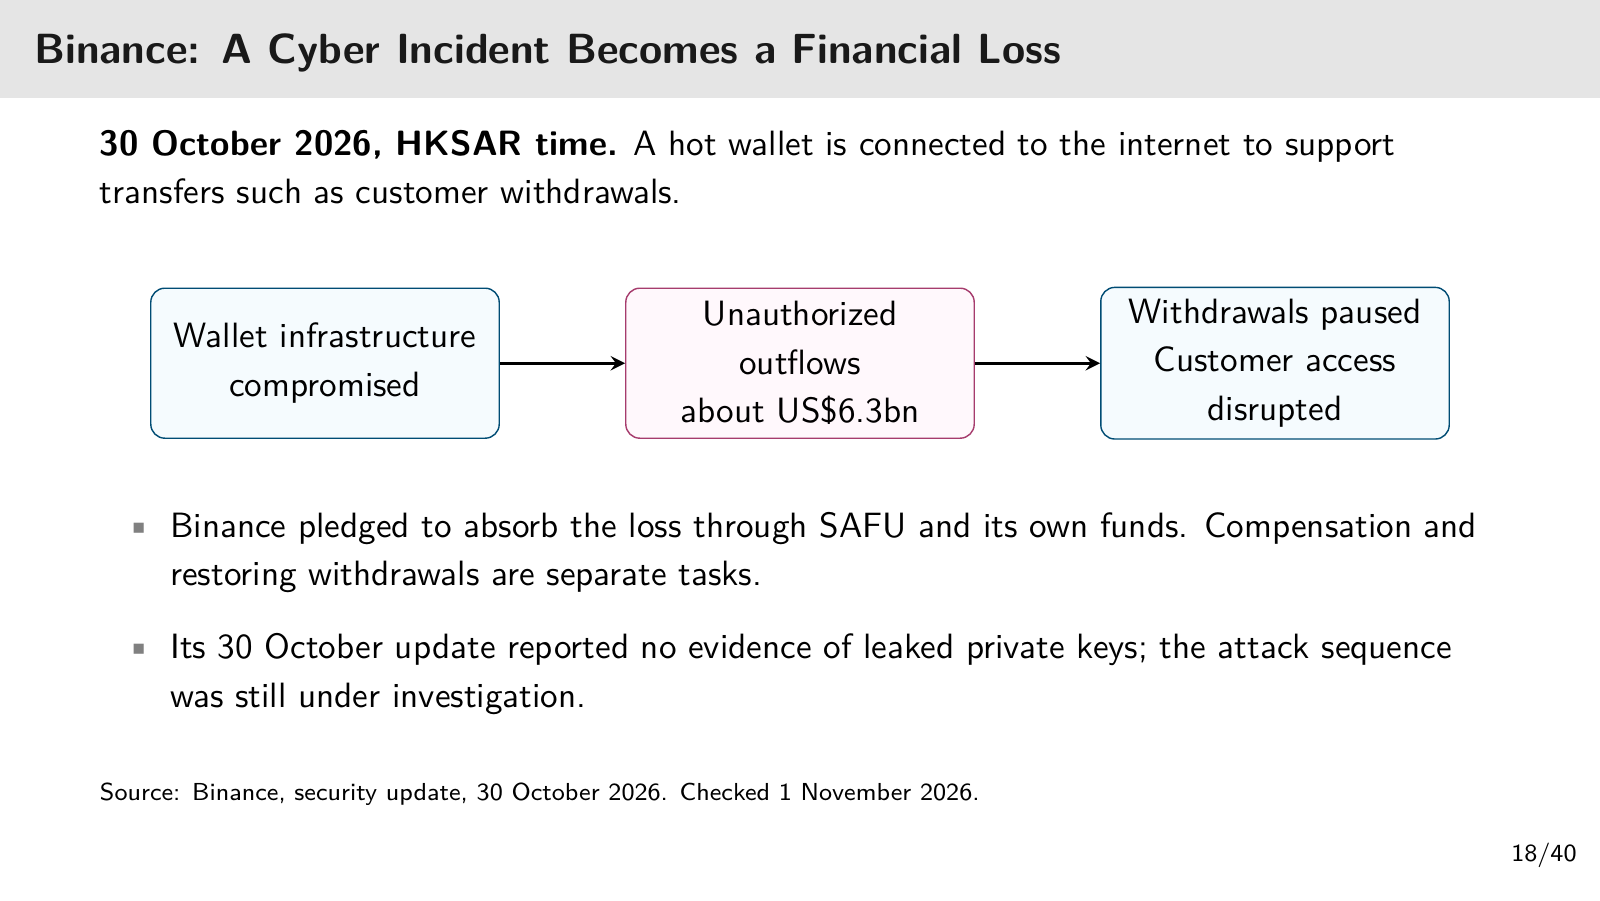 Binance: A Cyber Incident Becomes a Financial Loss
30 October 2026, HKSAR time. A hot wallet is connected to the internet to support
transfers such as customer withdrawals.
Wallet infrastructure
compromised
Unauthorized
outflows
about US$6.3bn
Withdrawals paused
Customer access
disrupted
Binance pledged to absorb the loss through SAFU and its own funds. Compensation and
restoring withdrawals are separate tasks.
Its 30 October update reported no evidence of leaked private keys; the attack sequence
was still under investigation.
Source: Binance, security update, 30 October 2026. Checked 1 November 2026.
18/40